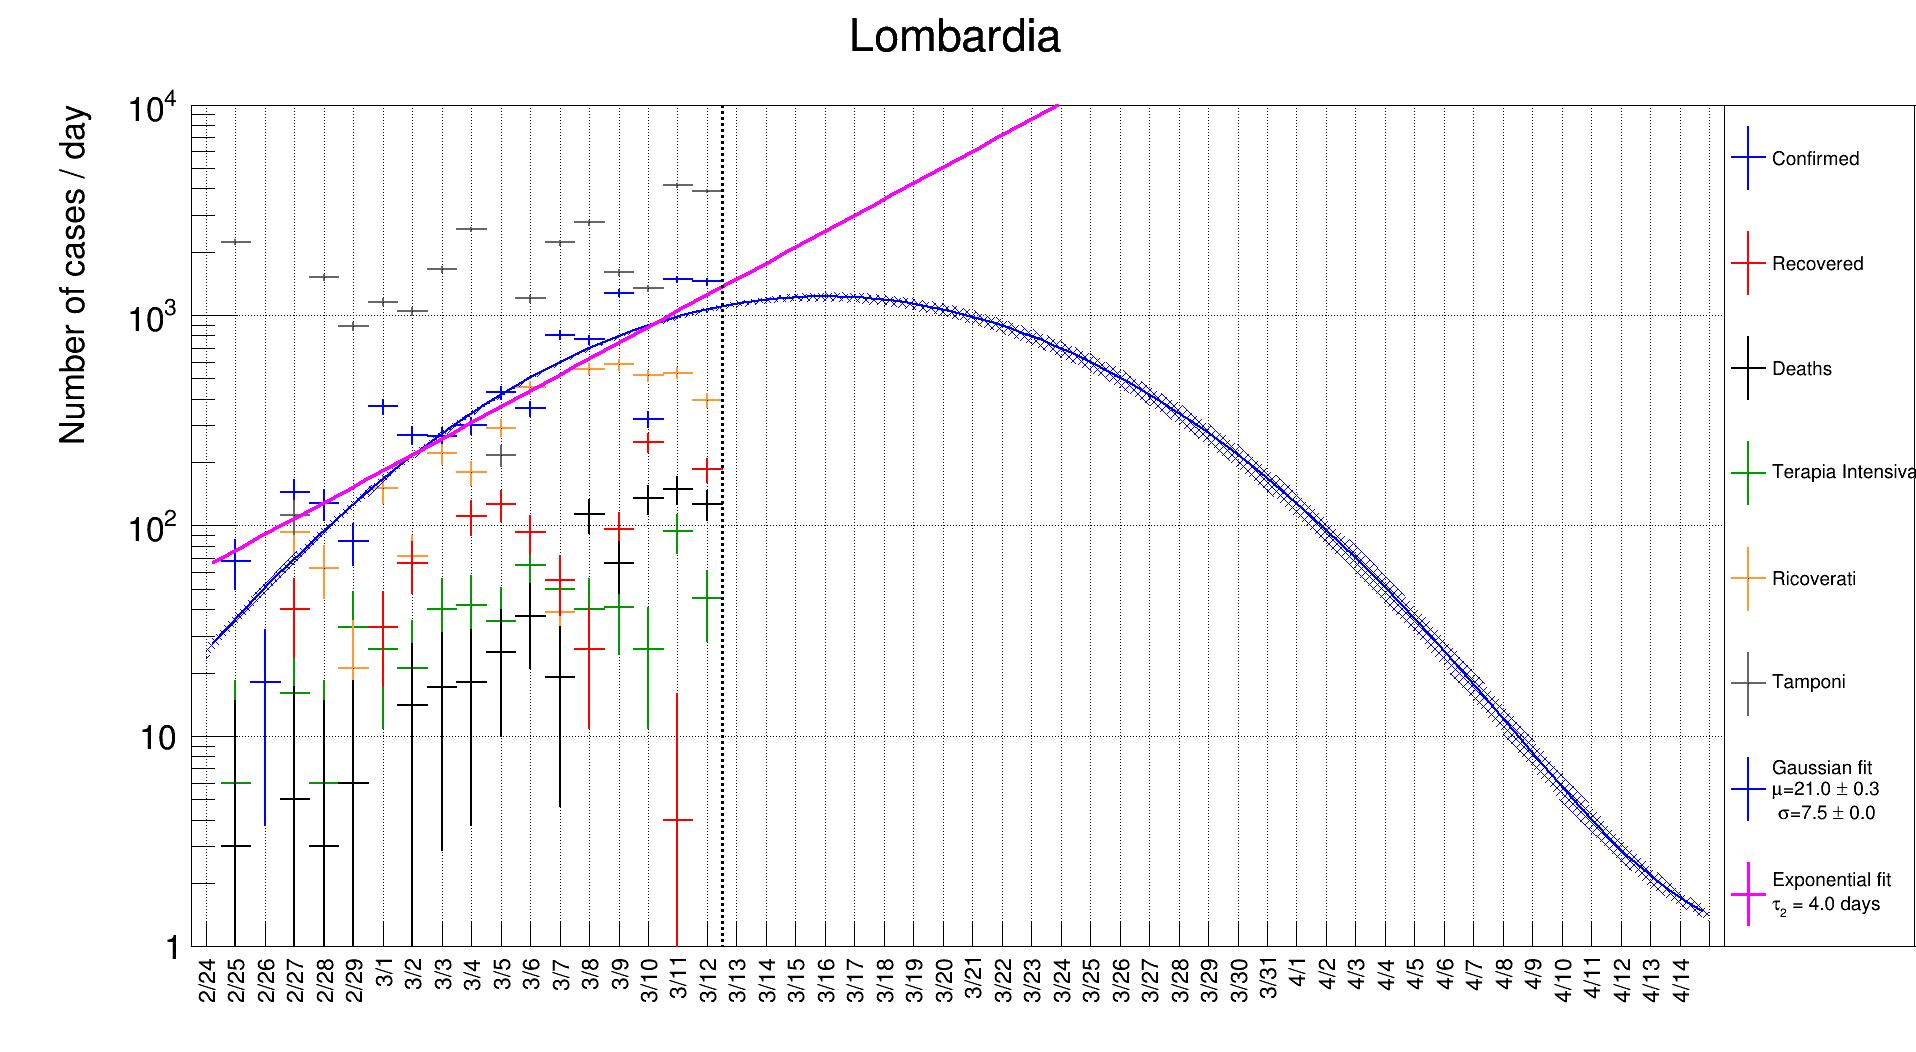 Lombardia
Number of cases / day
10^4
10^3
10^2
10
1
2/24 2/25 2/26 2/27 2/28 2/29 3/1 3/2 3/3 3/4 3/5 3/6 3/7 3/8 3/9 3/10 3/11 3/12 3/13 3/14 3/15 3/16 3/17 3/18 3/19 3/20 3/21 3/22 3/23 3/24 3/25 3/26 3/27 3/28 3/29 3/30 3/31 4/1 4/2 4/3 4/4 4/5 4/6 4/7 4/8 4/9 4/10 4/11 4/12 4/13 4/14
Confirmed
Recovered
Deaths
Terapia Intensiva
Ricoverati
Tamponi
Gaussian fit
μ=21.0 ± 0.3
σ=7.5 ± 0.0
Exponential fit
τ₂ = 4.0 days